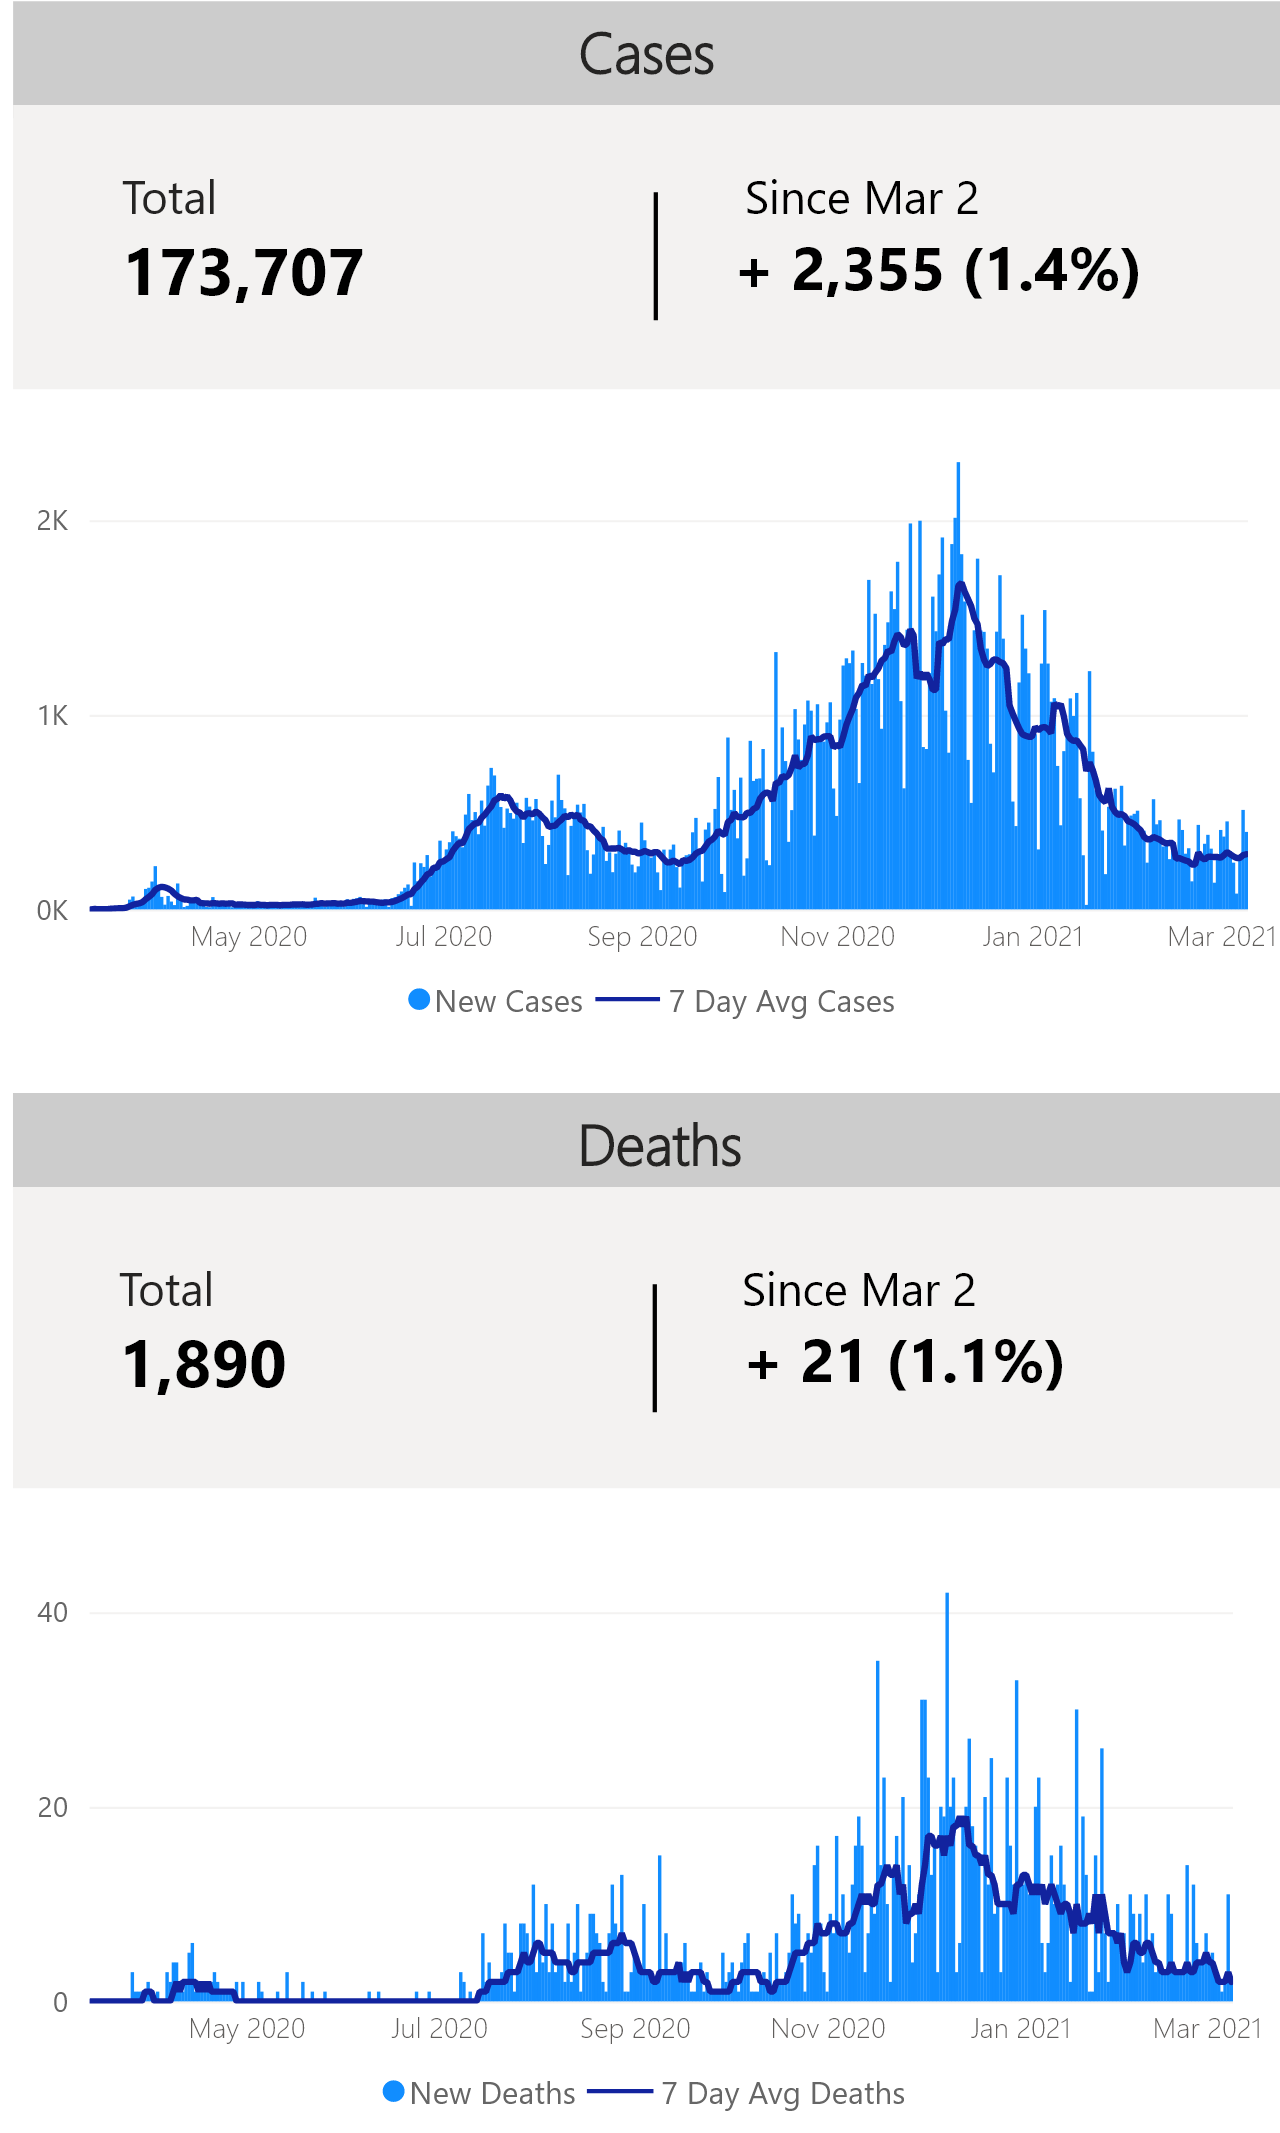 Cases
Total
Since Mar 2
173,707
+ 2,355 (1.4%)
2K
1K
0K
May 2020 Jul 2020 Sep 2020 Nov 2020 Jan 2021 Mar 2021
New Cases 7 Day Avg Cases
Deaths
Total
Since Mar 2
1,890
+ 21 (1.1%)
40
20
0
May 2020 Jul 2020 Sep 2020 Nov 2020 Jan 2021 Mar 2021
New Deaths 7 Day Avg Deaths